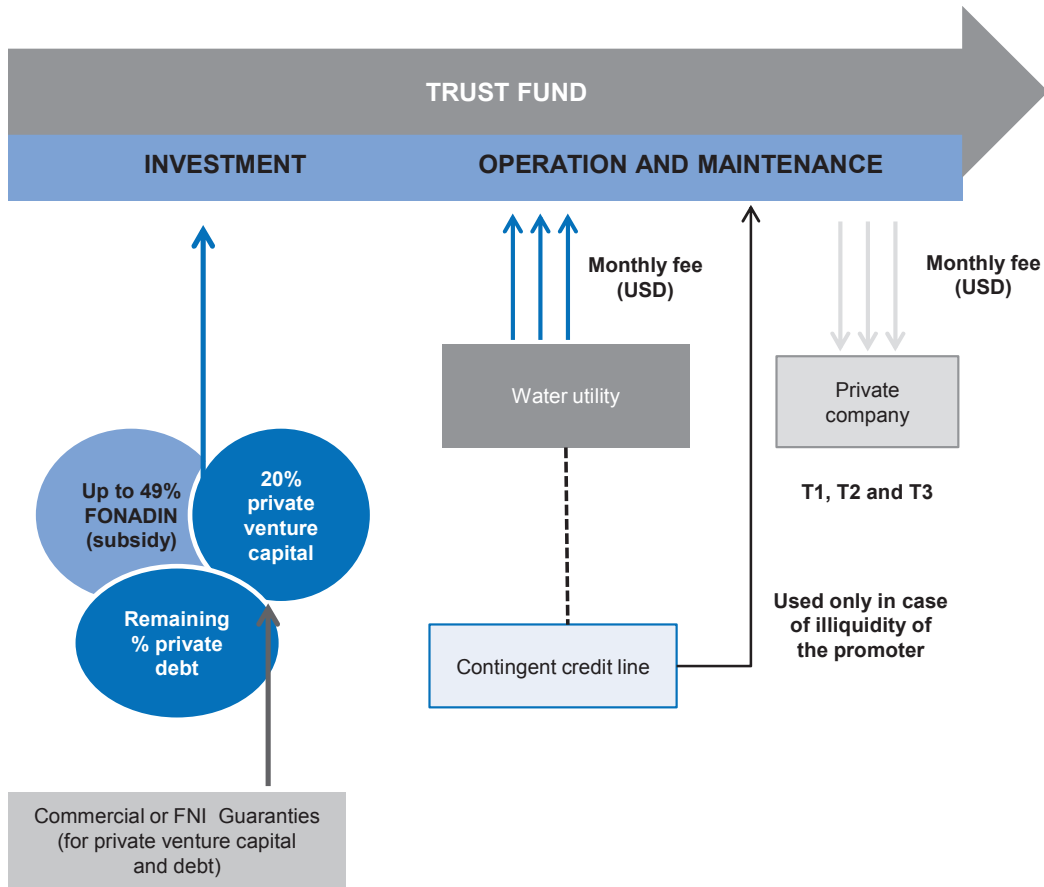 TRUST FUND
INVESTMENT
OPERATION AND MAINTENANCE
Monthly fee
(USD)
Monthly fee
(USD)
Water utility
Private
company
Up to 49%
FONADIN
(subsidy)
20%
private
venture
capital
T1, T2 and T3
Remaining
% private
debt
Used only in case
of illiquidity of
the promoter
Contingent credit line
Commercial or FNI Guaranties
(for private venture capital
and debt)